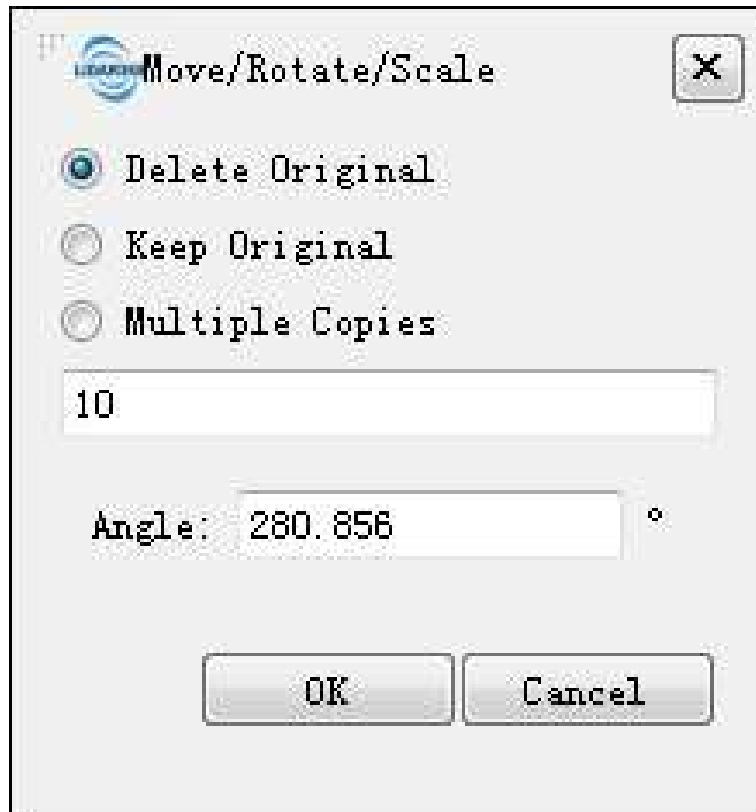 Move/Rotate/Scale
Delete Original
Keep Original
Multiple Copies
10
Angle: 280.856 °
OK Cancel